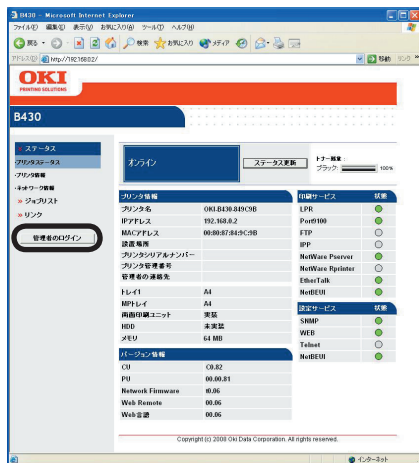 B430 - Microsoft Internet Explorer
ファイル(F) 編集(E) 表示(V) お気に入り(A) ツール(T) ヘルプ(H)
戻る 検索 お気に入り メディア
アドレス(D) http://192.168.0.2/ 移動 リンク
OKI
PRINTING SOLUTIONS
B430
» ステータス
・プリンタステータス
・プリンタ情報
・ネットワーク情報
» ジョブリスト
» リンク
管理者のログイン
オンライン
ステータス更新
トナー残量:
ブラック: 100%
プリンタ情報
プリンタ名 OKI-B430-849C9B
IPアドレス 192.168.0.2
MACアドレス 00:80:87:84:9C:9B
設置場所
プリンタシリアルナンバー
プリンタ管理番号
管理者の連絡先
トレイ1 A4
MPトレイ A4
両面印刷ユニット 実装
HDD 未実装
メモリ 64 MB
バージョン情報
CU C0.82
PU 00.00.81
Network Firmware t0.06
Web Remote 00.06
Web言語 00.06
印刷サービス 状態
LPR
Port9100
FTP
IPP
NetWare Pserver
NetWare Rprinter
EtherTalk
NetBEUI
設定サービス 状態
SNMP
WEB
Telnet
NetBEUI
Copyright (c) 2008 Oki Data Corporation. All rights reserved.
インターネット